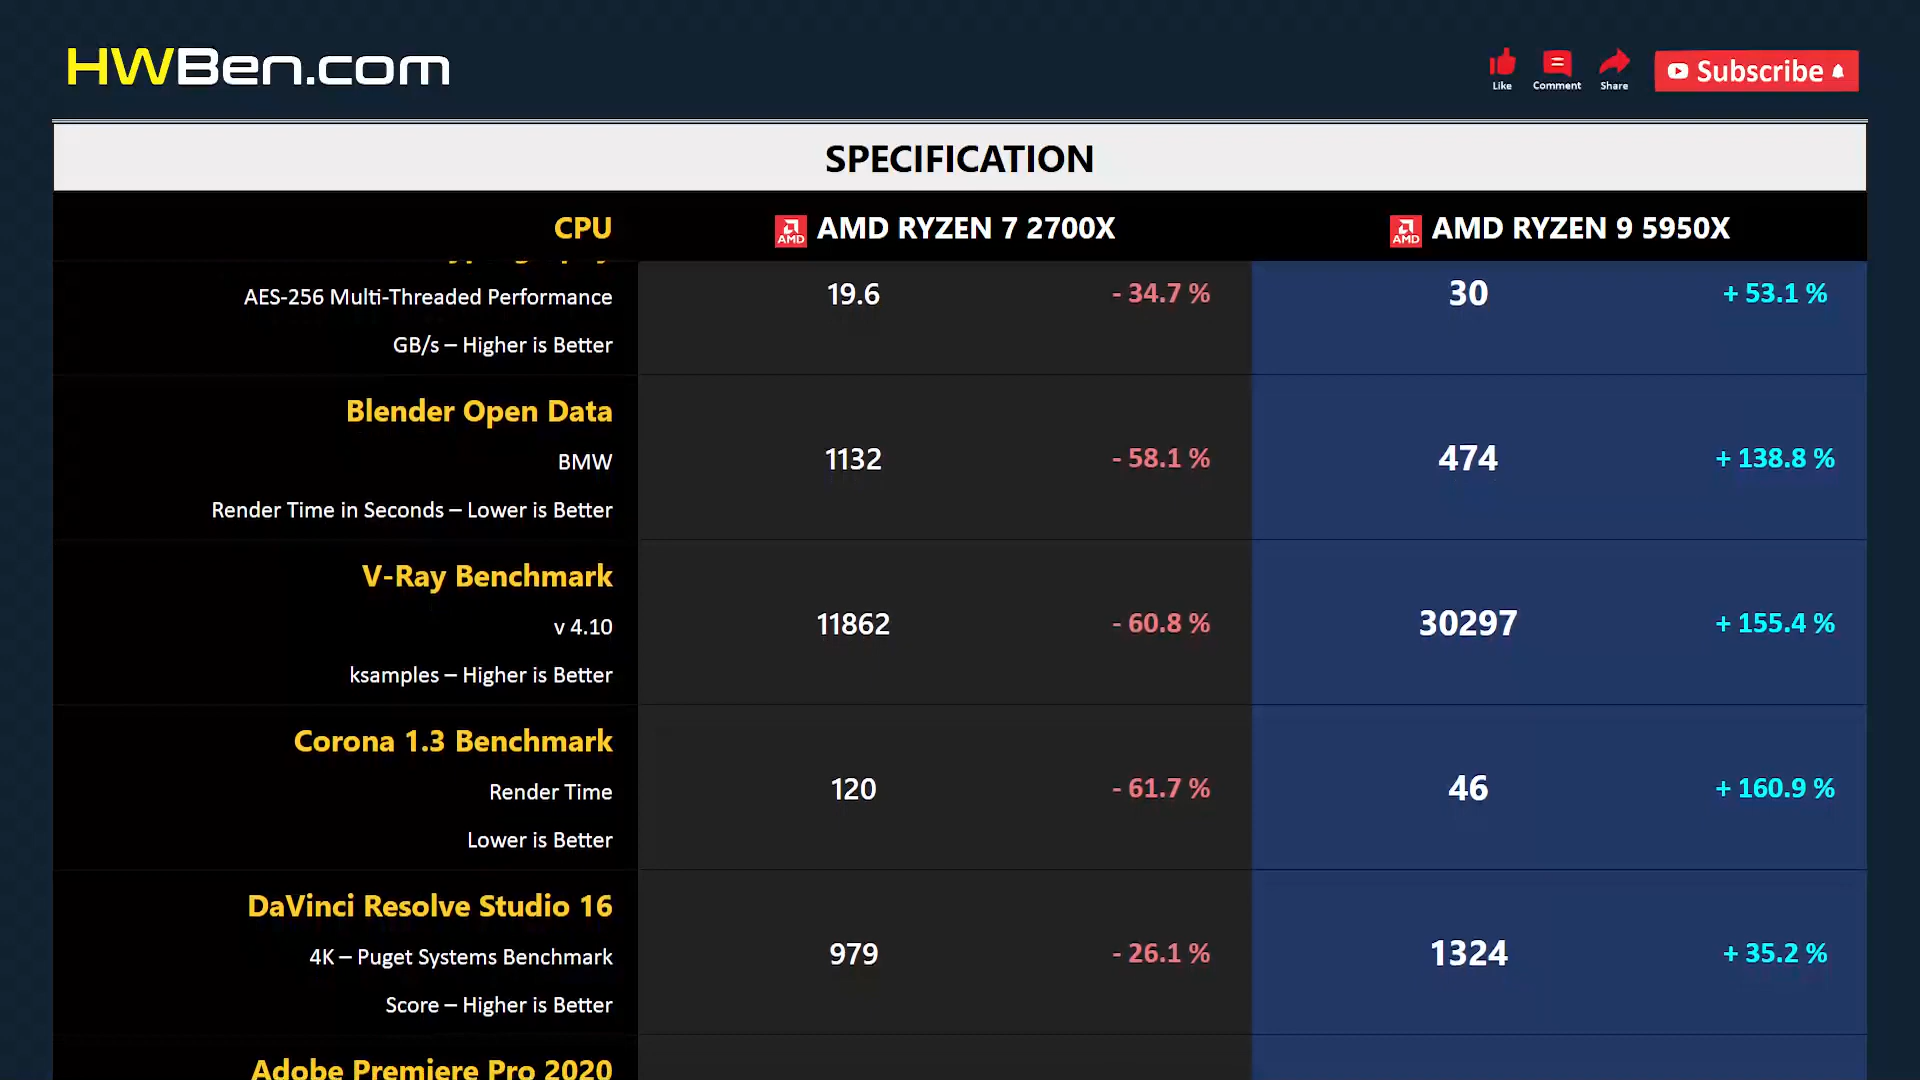 HWBen.com
Like
Comment
Share
Subscribe
SPECIFICATION
CPU
AMD
AMD RYZEN 7 2700X
AMD
AMD RYZEN 9 5950X
AES-256 Multi-Threaded Performance
19.6
- 34.7 %
30
+ 53.1 %
GB/s – Higher is Better
Blender Open Data
BMW
1132
- 58.1 %
474
+ 138.8 %
Render Time in Seconds – Lower is Better
V-Ray Benchmark
v 4.10
11862
- 60.8 %
30297
+ 155.4 %
ksamples – Higher is Better
Corona 1.3 Benchmark
Render Time
120
- 61.7 %
46
+ 160.9 %
Lower is Better
DaVinci Resolve Studio 16
4K – Puget Systems Benchmark
979
- 26.1 %
1324
+ 35.2 %
Score – Higher is Better
Adobe Premiere Pro 2020